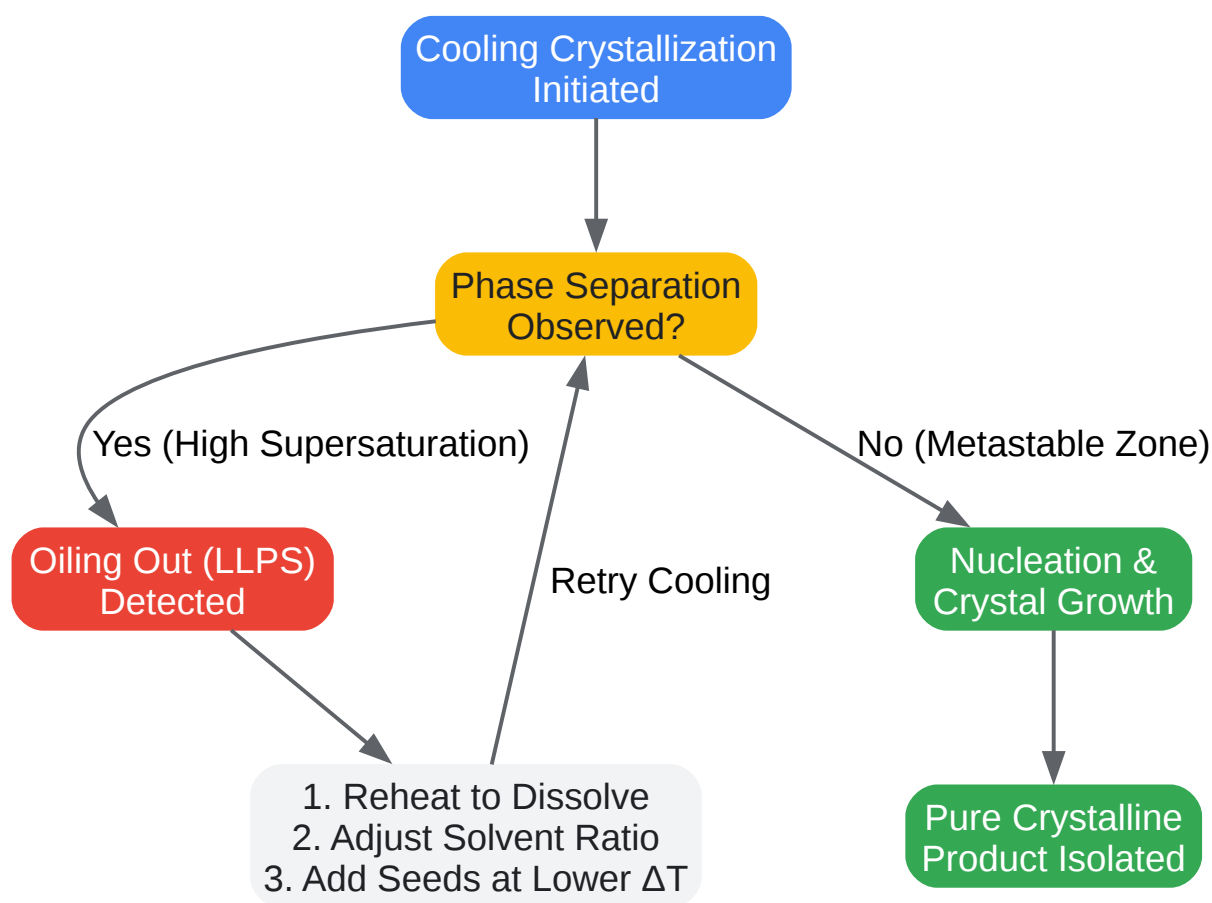 Cooling Crystallization
Initiated
Phase Separation
Observed?
Yes (High Supersaturation)
No (Metastable Zone)
Oiling Out (LLPS)
Detected
Retry Cooling
Nucleation &
Crystal Growth
1. Reheat to Dissolve
2. Adjust Solvent Ratio
3. Add Seeds at Lower ΔT
Pure Crystalline
Product Isolated